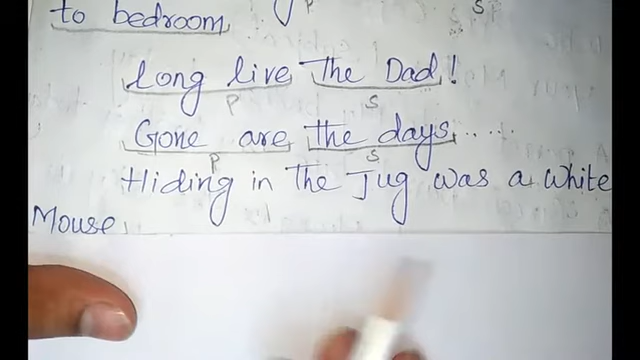 to bedroom,
P S
Long live The Dad!
P S
Gone are the days.....
P S
Hiding in The Jug was a White
Mouse.